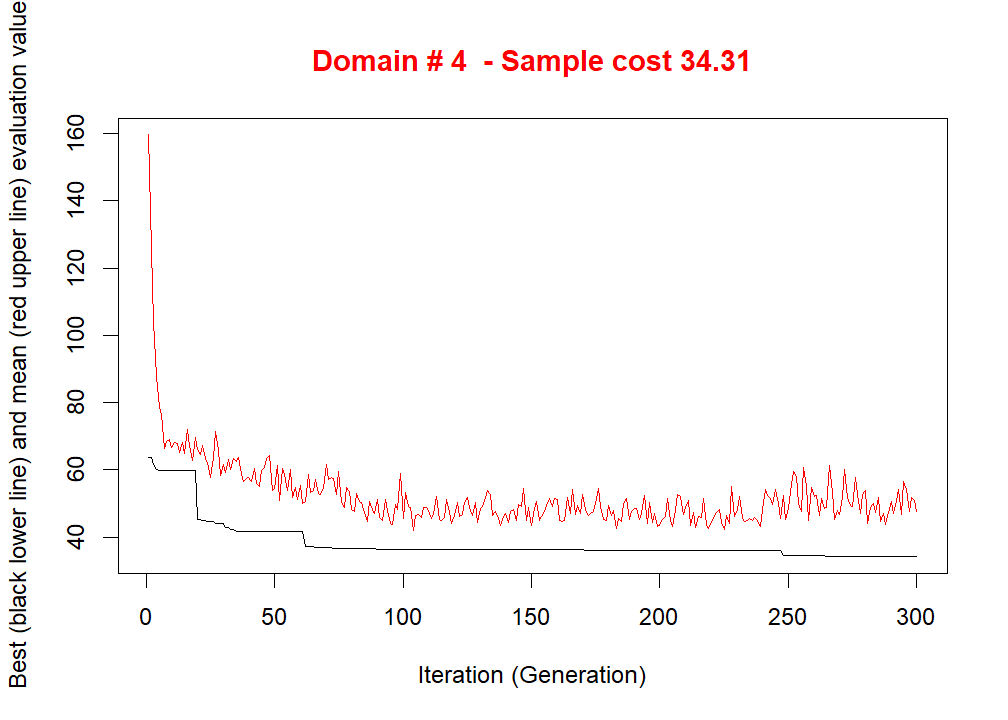 Domain # 4  - Sample cost 34.31
Best (black lower line) and mean (red upper line) evaluation value
160
140
120
100
80
60
40
0 50 100 150 200 250 300
Iteration (Generation)